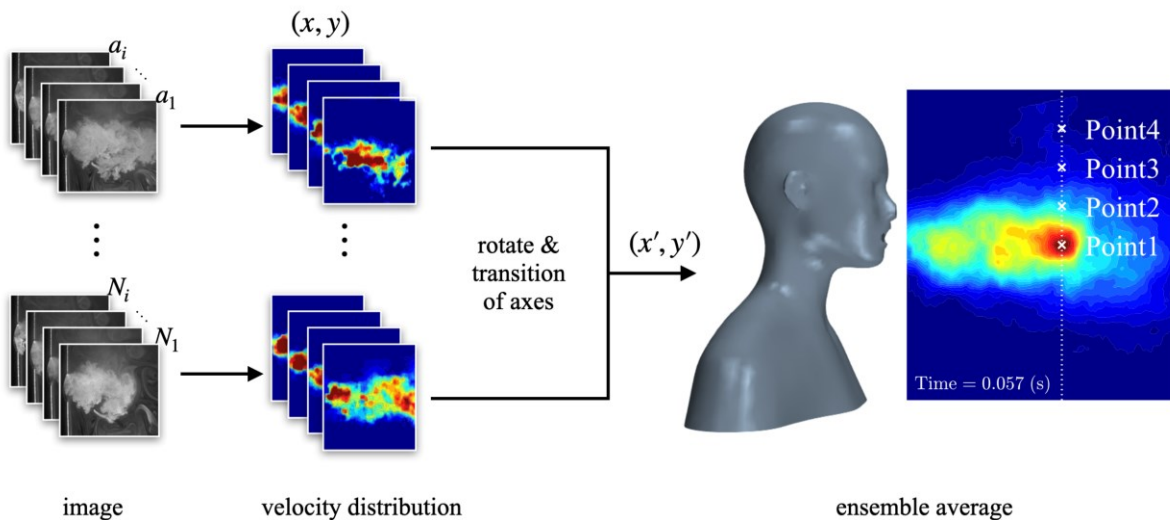 (x, y)
a_i
...
a_1
Point4
Point3
Point2
Point1
rotate &
transition
of axes
(x′, y′)
N_i
...
N_1
Time = 0.057 (s)
image
velocity distribution
ensemble average